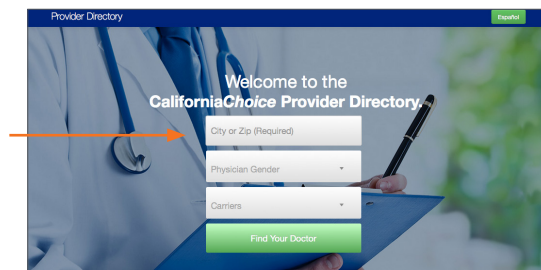 Provider Directory
Español
Welcome to the
CaliforniaChoice Provider Directory.
City or Zip (Required)
Physician Gender
Carriers
Find Your Doctor